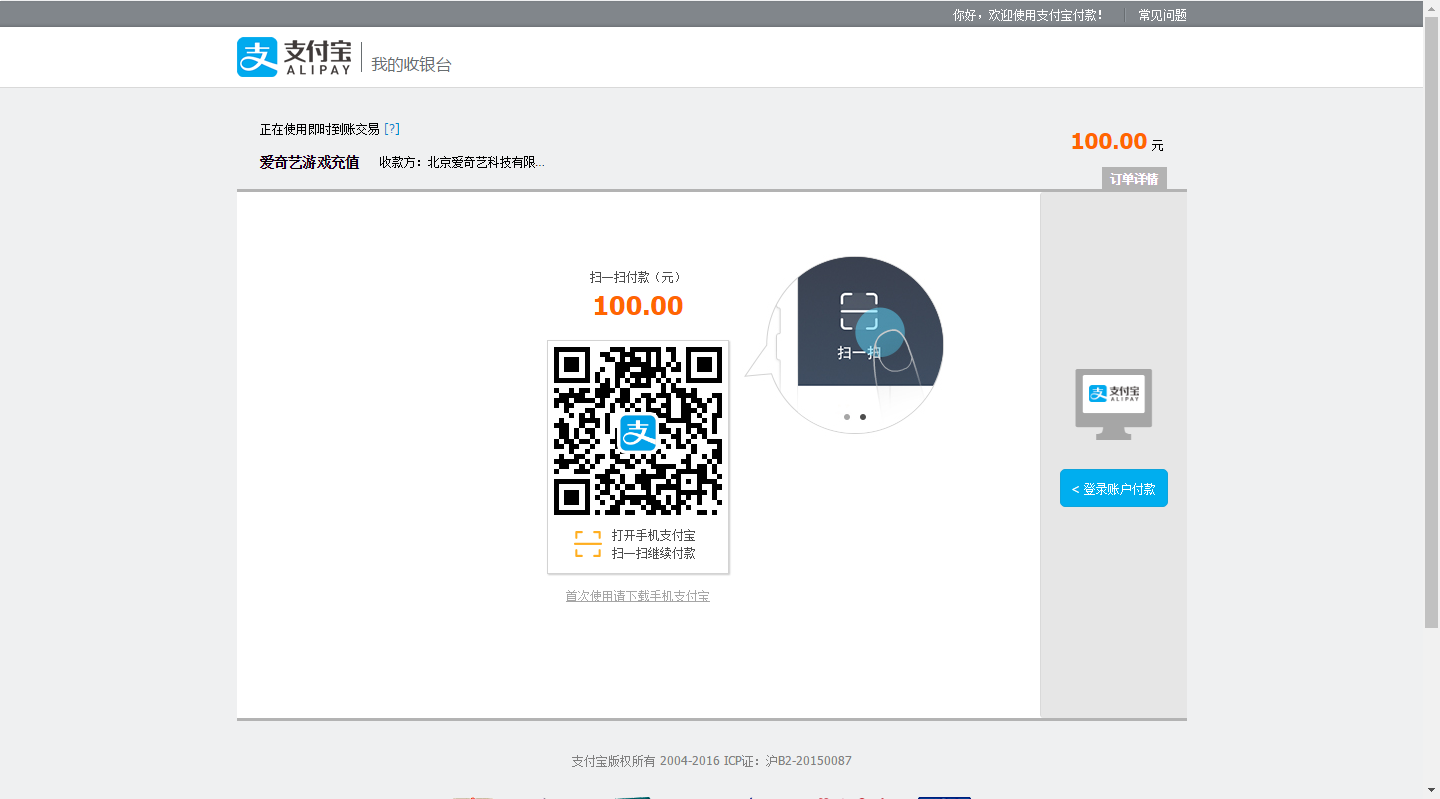 你好，欢迎使用支付宝付款！ 常见问题
支付宝
ALIPAY
我的收银台
正在使用即时到账交易 [?]
爱奇艺游戏充值 收款方：北京爱奇艺科技有限...
100.00 元
订单详情
扫一扫付款（元）
100.00
扫一扫
支
打开手机支付宝
扫一扫继续付款
首次使用请下载手机支付宝
支付宝
ALIPAY
< 登录账户付款
支付宝版权所有 2004-2016 ICP证：沪B2-20150087